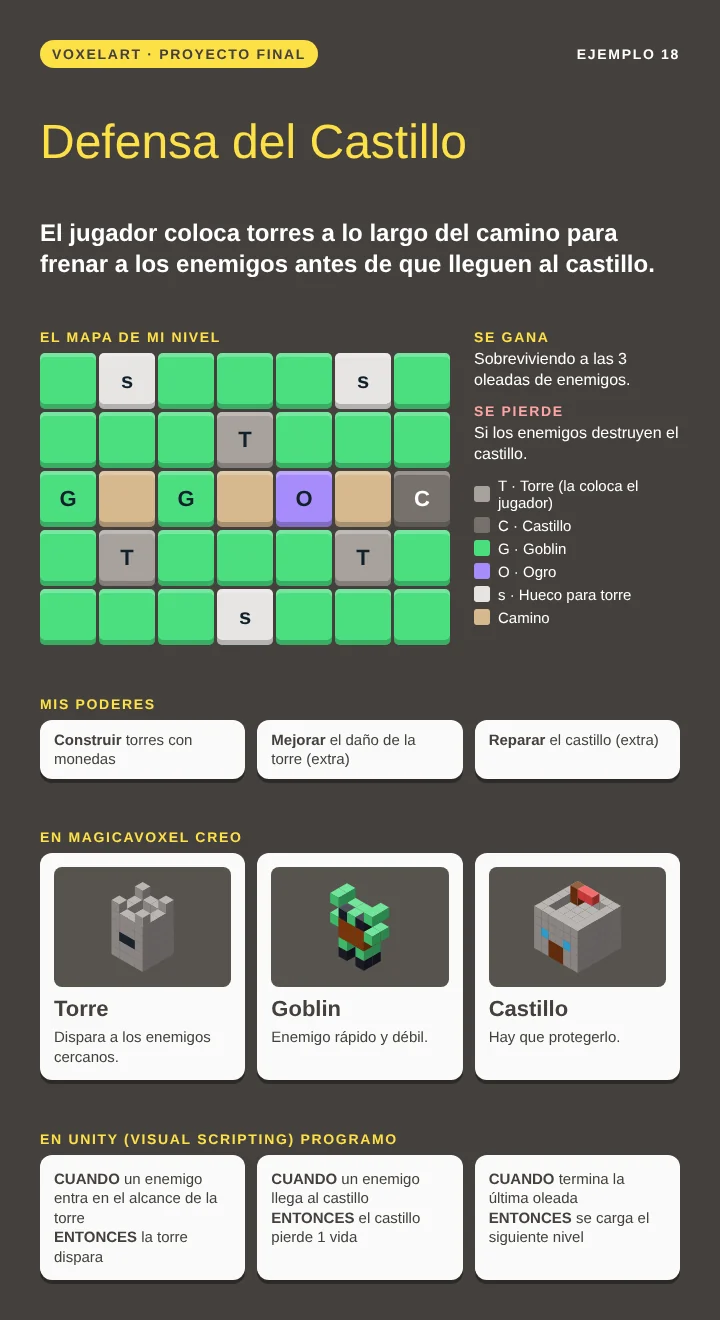 VOXELART · PROYECTO FINAL
EJEMPLO 18
Defensa del Castillo
El jugador coloca torres a lo largo del camino para
frenar a los enemigos antes de que lleguen al castillo.
EL MAPA DE MI NIVEL
s s
T
G G O C
T T
s
SE GANA
Sobreviviendo a las 3
oleadas de enemigos.
SE PIERDE
Si los enemigos destruyen el
castillo.
T · Torre (la coloca el
jugador)
C · Castillo
G · Goblin
O · Ogro
s · Hueco para torre
Camino
MIS PODERES
Construir torres con
monedas
Mejorar el daño de la
torre (extra)
Reparar el castillo (extra)
EN MAGICAVOXEL CREO
Torre
Dispara a los enemigos
cercanos.
Goblin
Enemigo rápido y débil.
Castillo
Hay que protegerlo.
EN UNITY (VISUAL SCRIPTING) PROGRAMO
CUANDO un enemigo
entra en el alcance de la
torre
ENTONCES la torre
dispara
CUANDO un enemigo
llega al castillo
ENTONCES el castillo
pierde 1 vida
CUANDO termina la
última oleada
ENTONCES se carga el
siguiente nivel